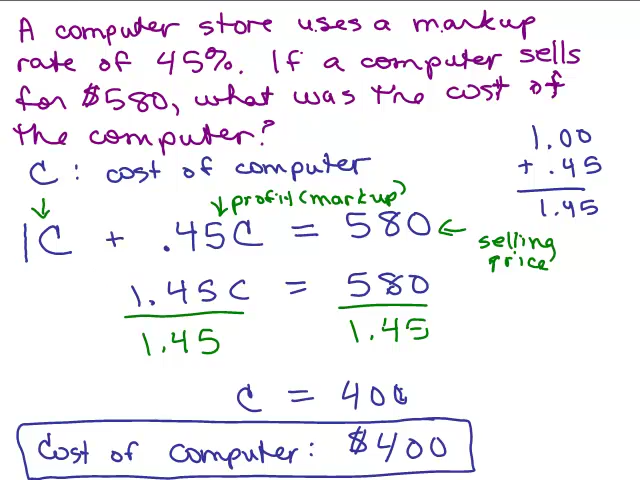 A computer store uses a markup
rate of 45%. If a computer sells
for $580, what was the cost of
the computer?
C : cost of computer
1.00
+ .45
1.45
profit (markup)
1C + .45C = 580
selling
price
1.45C = 580
1.45 1.45
C = 400
Cost of computer: $400